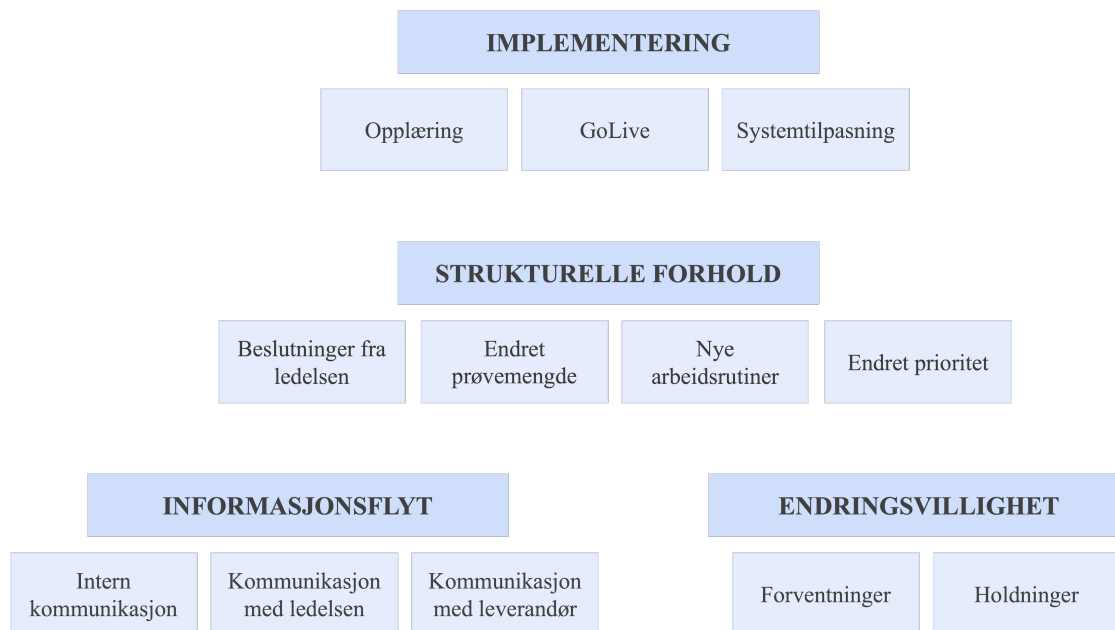 IMPLEMENTERING
Opplæring
GoLive
Systemtilpasning
STRUKTURELLE FORHOLD
Beslutninger fra
ledelsen
Endret
prøvemengde
Nye
arbeidsrutiner
Endret prioritet
INFORMASJONSFLYT
Intern
kommunikasjon
Kommunikasjon
med ledelsen
Kommunikasjon
med leverandør
ENDRINGSVILLIGHET
Forventninger
Holdninger